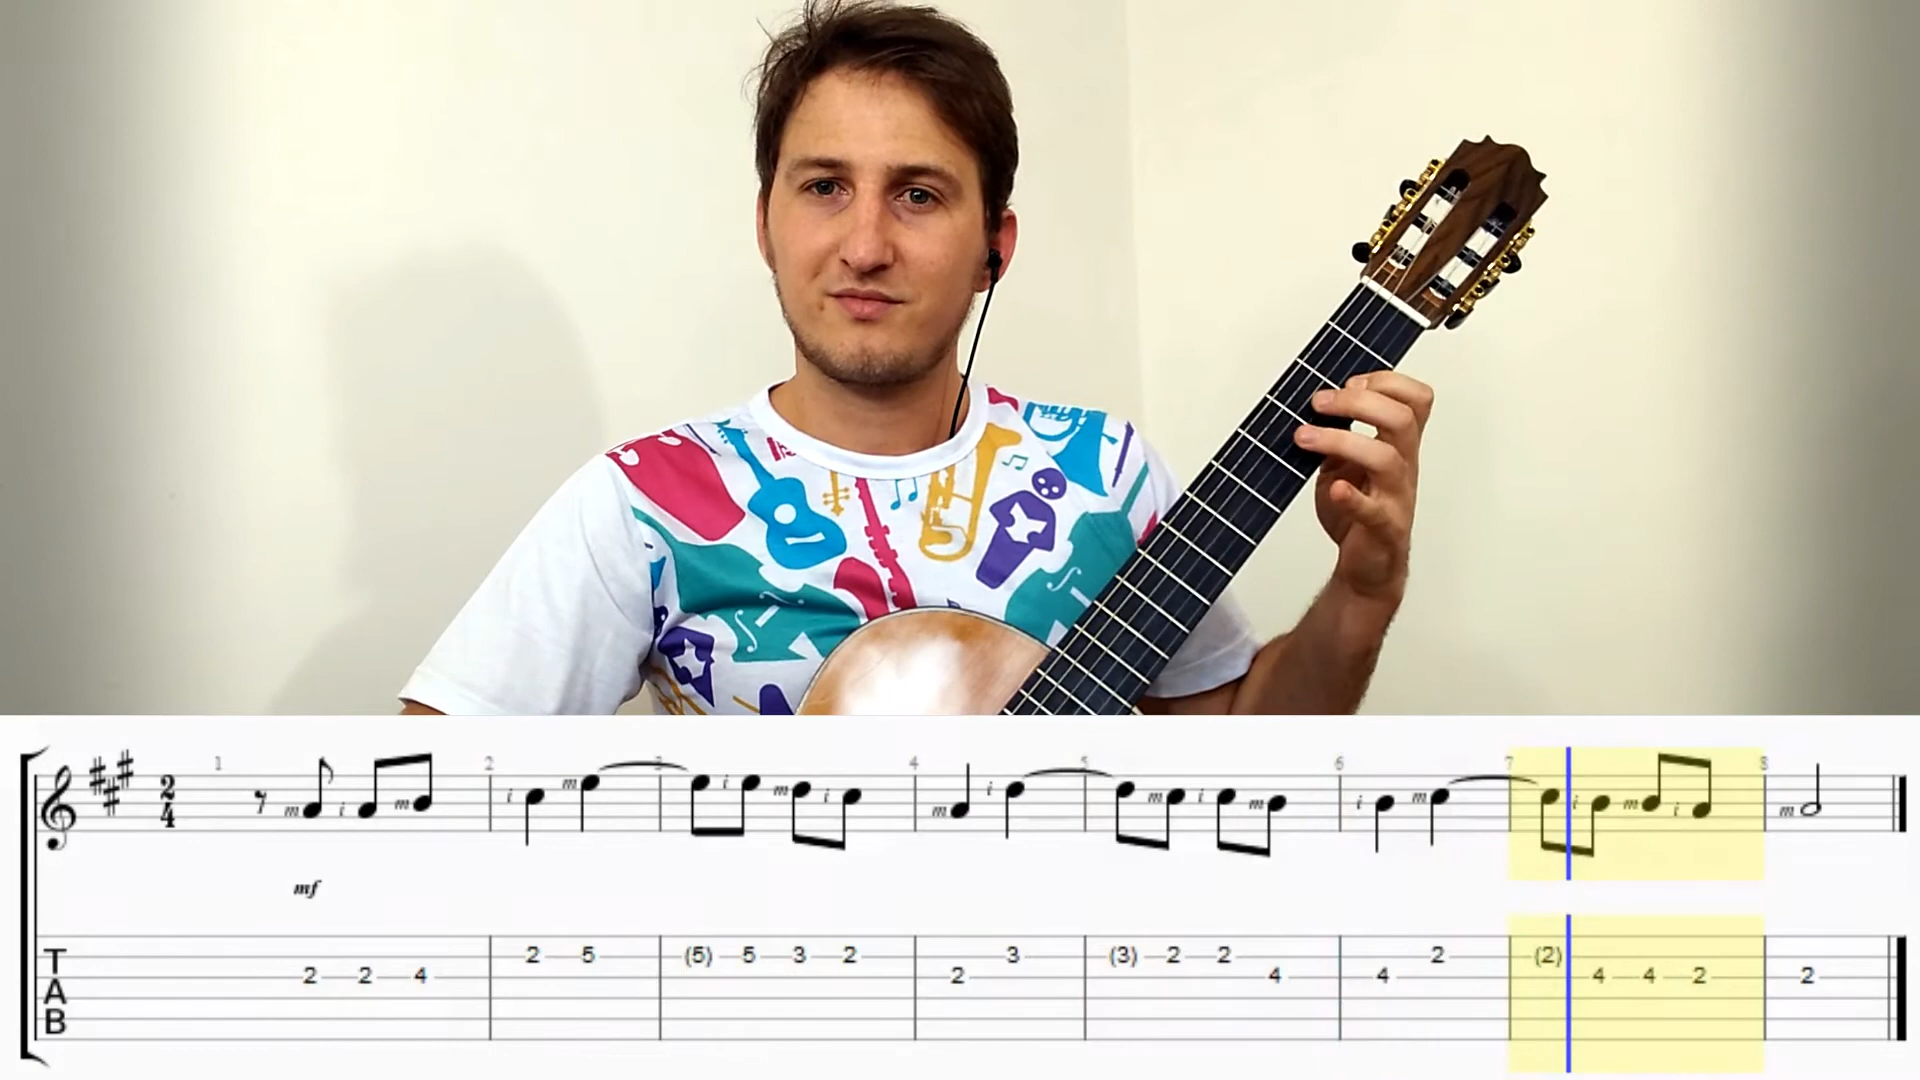 1 2 3 4 5 6 7 8
2
4
m i m i m i m i m i m i m i m i m i m i m
mf
T
A
B
2 5 (5) 5 3 2 3 (3) 2 2 2 (2)
2 2 4 2 4 4 4 4 2 2